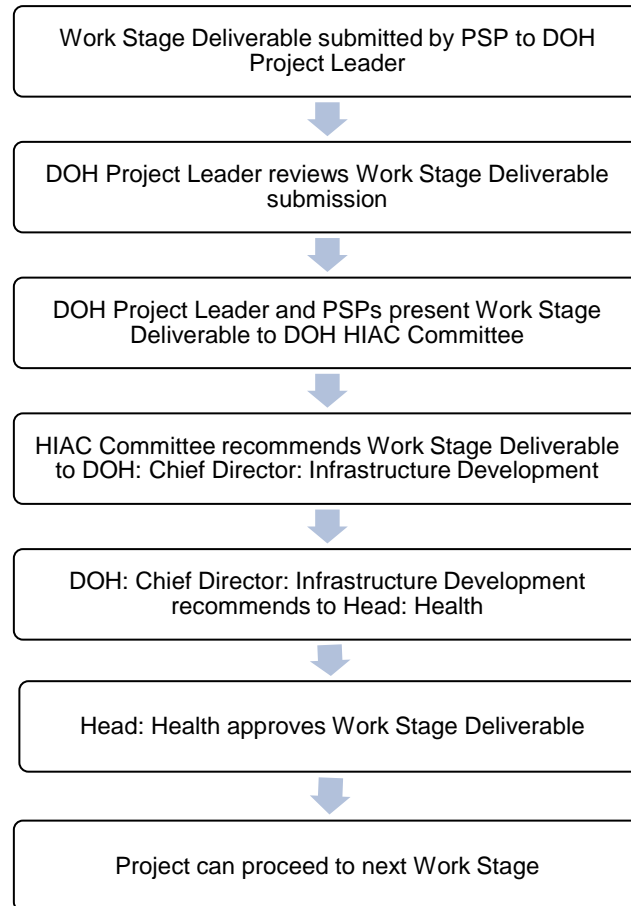 Work Stage Deliverable submitted by PSP to DOH
Project Leader
DOH Project Leader reviews Work Stage Deliverable
submission
DOH Project Leader and PSPs present Work Stage
Deliverable to DOH HIAC Committee
HIAC Committee recommends Work Stage Deliverable
to DOH: Chief Director: Infrastructure Development
DOH: Chief Director: Infrastructure Development
recommends to Head: Health
Head: Health approves Work Stage Deliverable
Project can proceed to next Work Stage